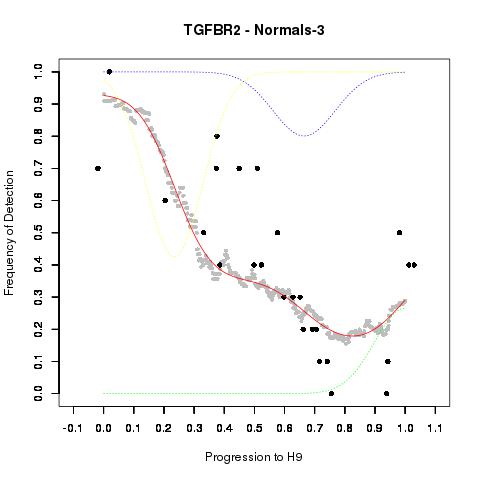 TGFBR2 - Normals-3
Frequency of Detection
1.0
0.9
0.8
0.7
0.6
0.5
0.4
0.3
0.2
0.1
0.0
-0.1 0.0 0.1 0.2 0.3 0.4 0.5 0.6 0.7 0.8 0.9 1.0 1.1
Progression to H9